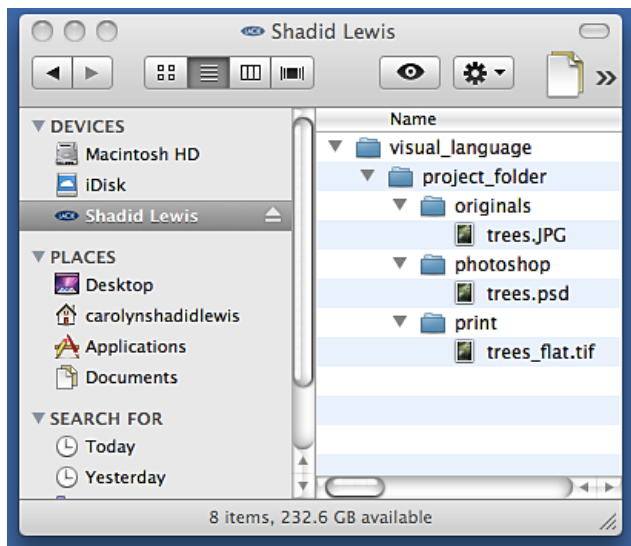 Shadid Lewis
DEVICES
Macintosh HD
iDisk
Shadid Lewis
PLACES
Desktop
carolynshadidlewis
Applications
Documents
SEARCH FOR
Today
Yesterday
Name
visual_language
project_folder
originals
trees.JPG
photoshop
trees.psd
print
trees_flat.tif
8 items, 232.6 GB available